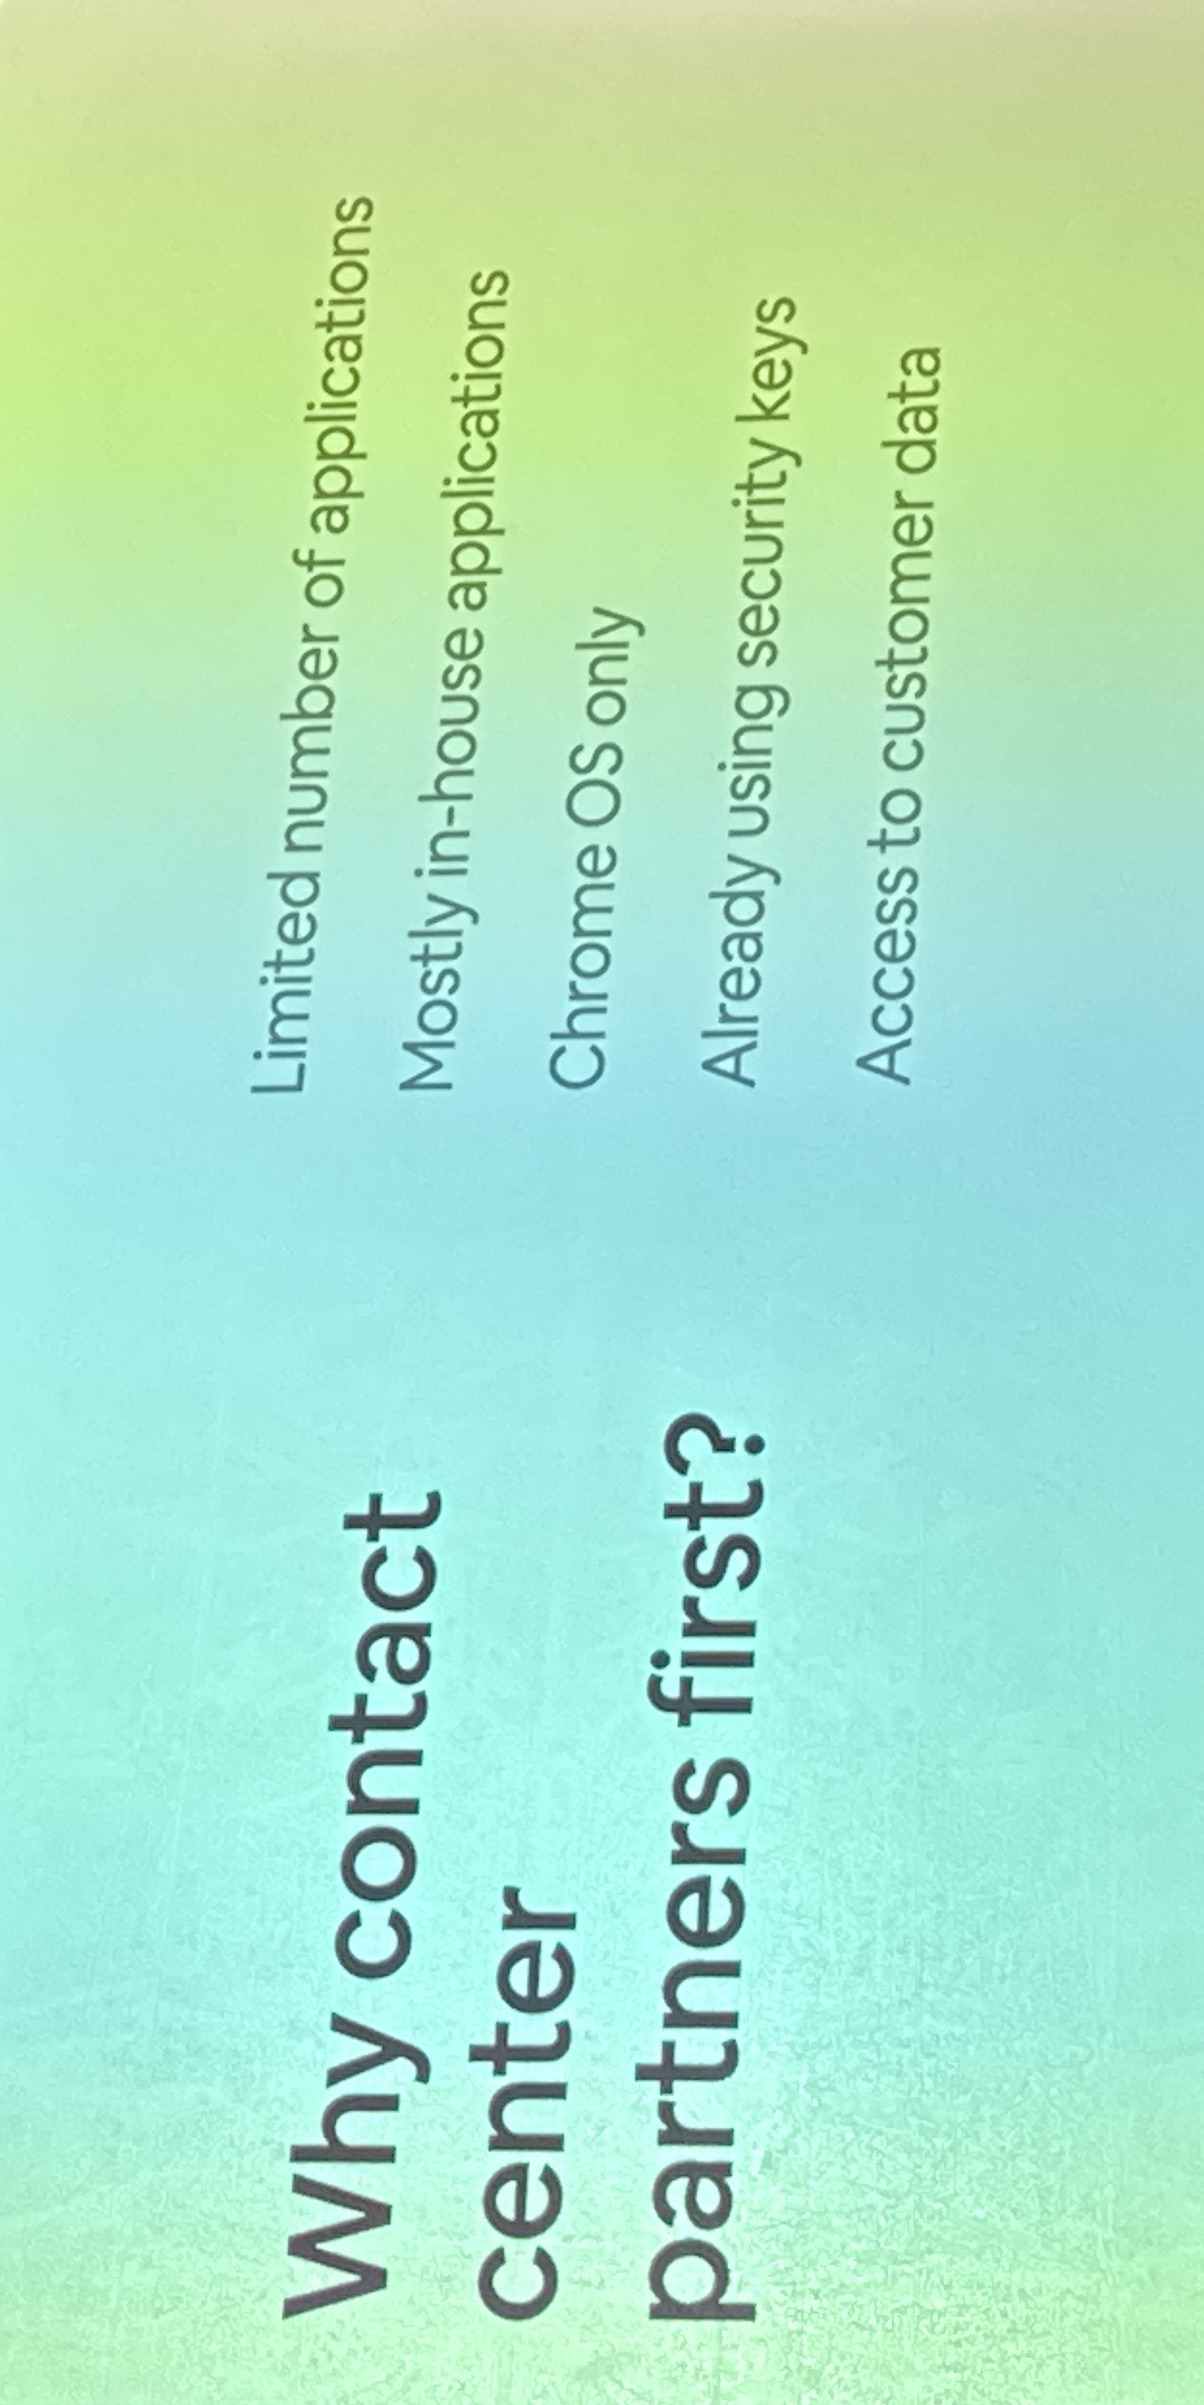 Why contact
center
partners first?
Limited number of applications
Mostly in-house applications
Chrome OS only
Already using security keys
Access to customer data